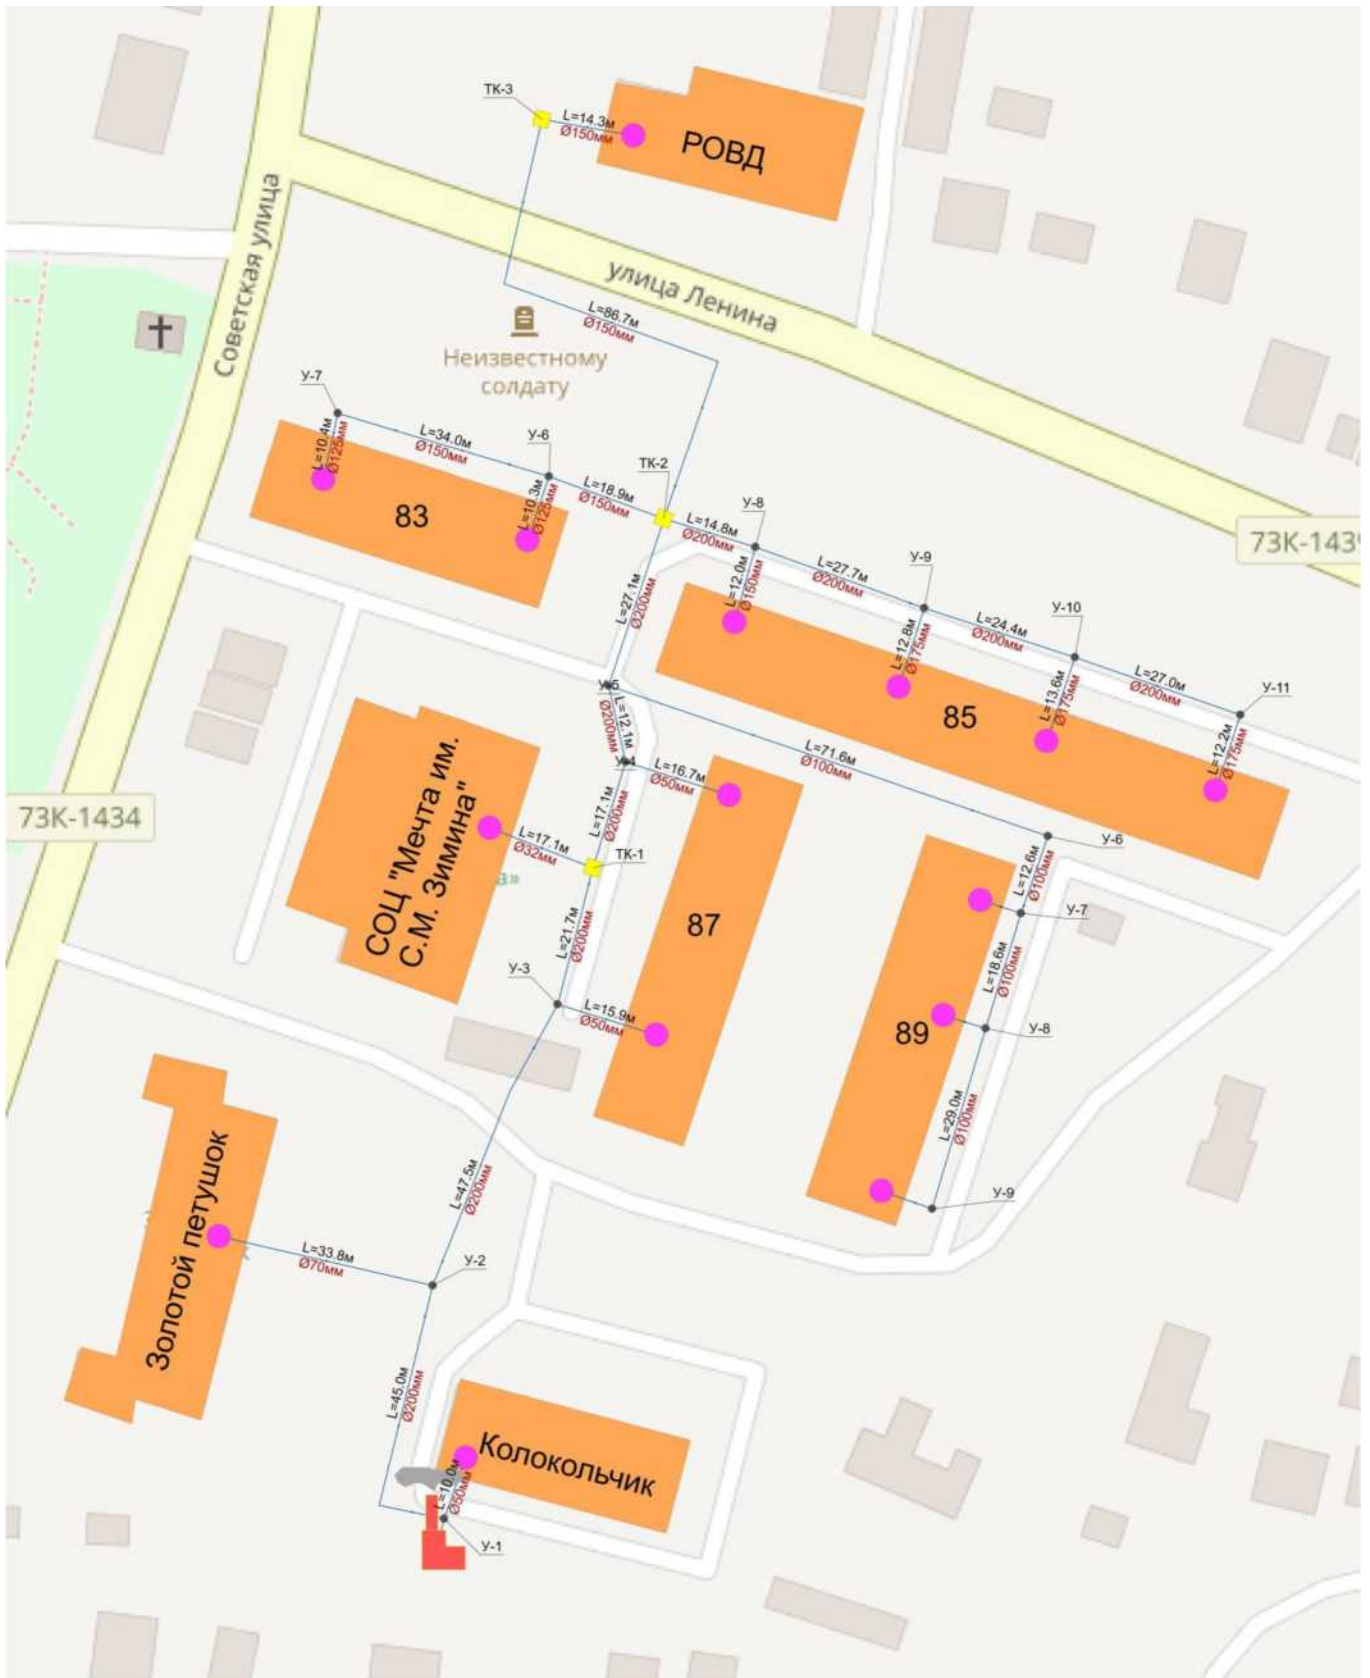 ТК-3
L=14.3м
Ø150мм
РОВД
Советская улица
улица Ленина
L=86.7м
Ø150мм
Неизвестному
солдату
У-7
L=10.4м
Ø125мм
L=34.0м
Ø150мм
У-6
L=10.3м
Ø125мм
83
L=18.9м
Ø150мм
ТК-2
L=14.8м
Ø200мм
У-8
L=12.0м
Ø150мм
L=27.7м
Ø200мм
У-9
L=12.8м
Ø175мм
L=24.4м
Ø200мм
У-10
L=13.6м
Ø175мм
L=27.0м
Ø200мм
У-11
L=12.2м
Ø175мм
85
73К-1439
L=27.1м
Ø200мм
У-5
L=12.1м
Ø200мм
L=71.6м
Ø100мм
У-4
L=16.7м
Ø50мм
L=17.1м
Ø200мм
73К-1434
СОЦ "Мечта им.
С.М. Зимина"
L=17.1м
Ø32мм
ТК-1
а»
87
L=21.7м
Ø200мм
У-3
L=15.9м
Ø50мм
У-6
L=12.6м
Ø100мм
У-7
L=18.6м
Ø100мм
89
У-8
L=29.0м
Ø100мм
У-9
L=47.5м
Ø200мм
Золотой петушок
L=33.8м
Ø70мм
У-2
L=45.0м
Ø200мм
Колокольчик
L=10.0м
Ø50мм
У-1